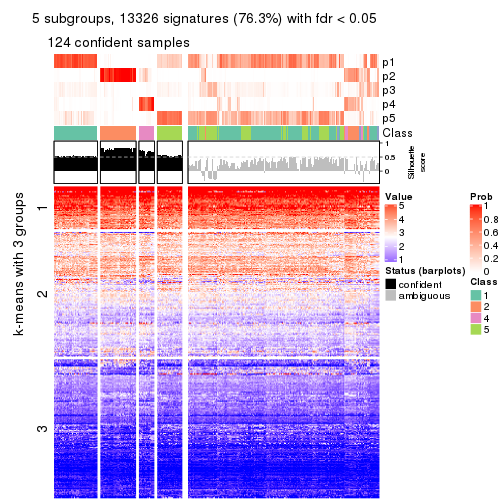 5 subgroups, 13326 signatures (76.3%) with fdr < 0.05
124 confident samples
p1
p2
p3
p4
p5
Class
1
0.5
0
Silhouette
score
k-means with 3 groups
1
2
3
Value
5
4
3
2
1
Status (barplots)
confident
ambiguous
Prob
1
0.8
0.6
0.4
0.2
0
Class
1
2
4
5